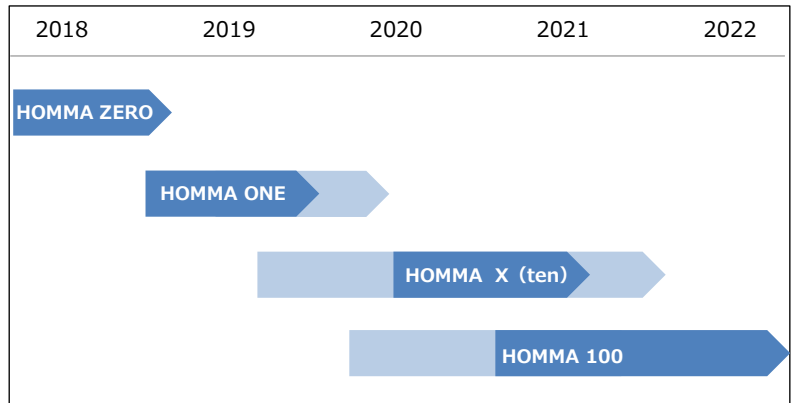 2018 2019 2020 2021 2022
HOMMA ZERO
HOMMA ONE
HOMMA X（ten）
HOMMA 100